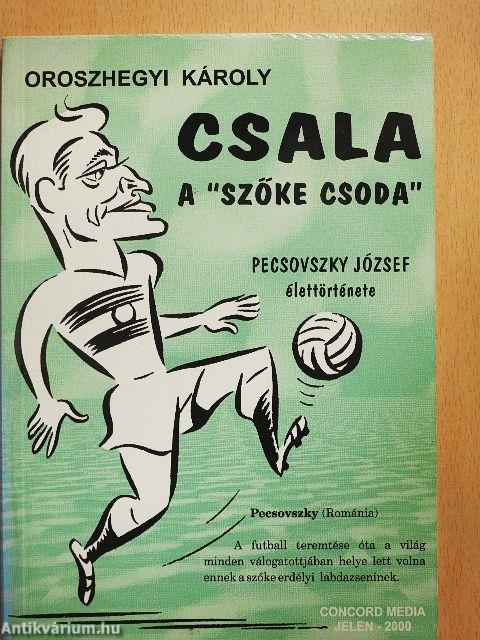 OROSZHEGYI KÁROLY
CSALA
A "SZŐKE CSODA"
PECSOVSZKY JÓZSEF
élettörténete
Pecsovszky (Románia)
A futball teremtése óta a világ
minden válogatottjában helye lett volna
ennek a szőke erdélyi labdazseninek.
CONCORD MEDIA
JELEN - 2000
Antikvárium.hu